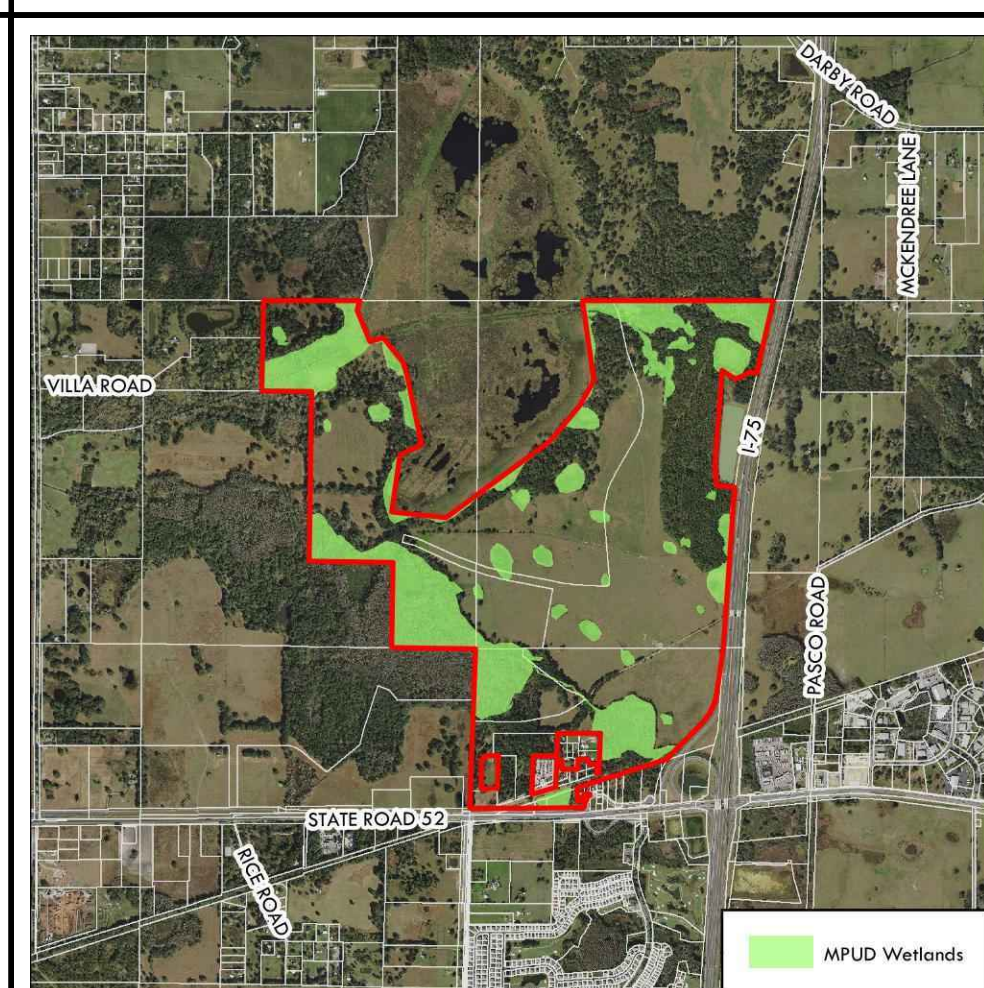 DARBY ROAD
MCKENDREE LANE
VILLA ROAD
I-75
PASCO ROAD
STATE ROAD 52
RICE ROAD
MPUD Wetlands